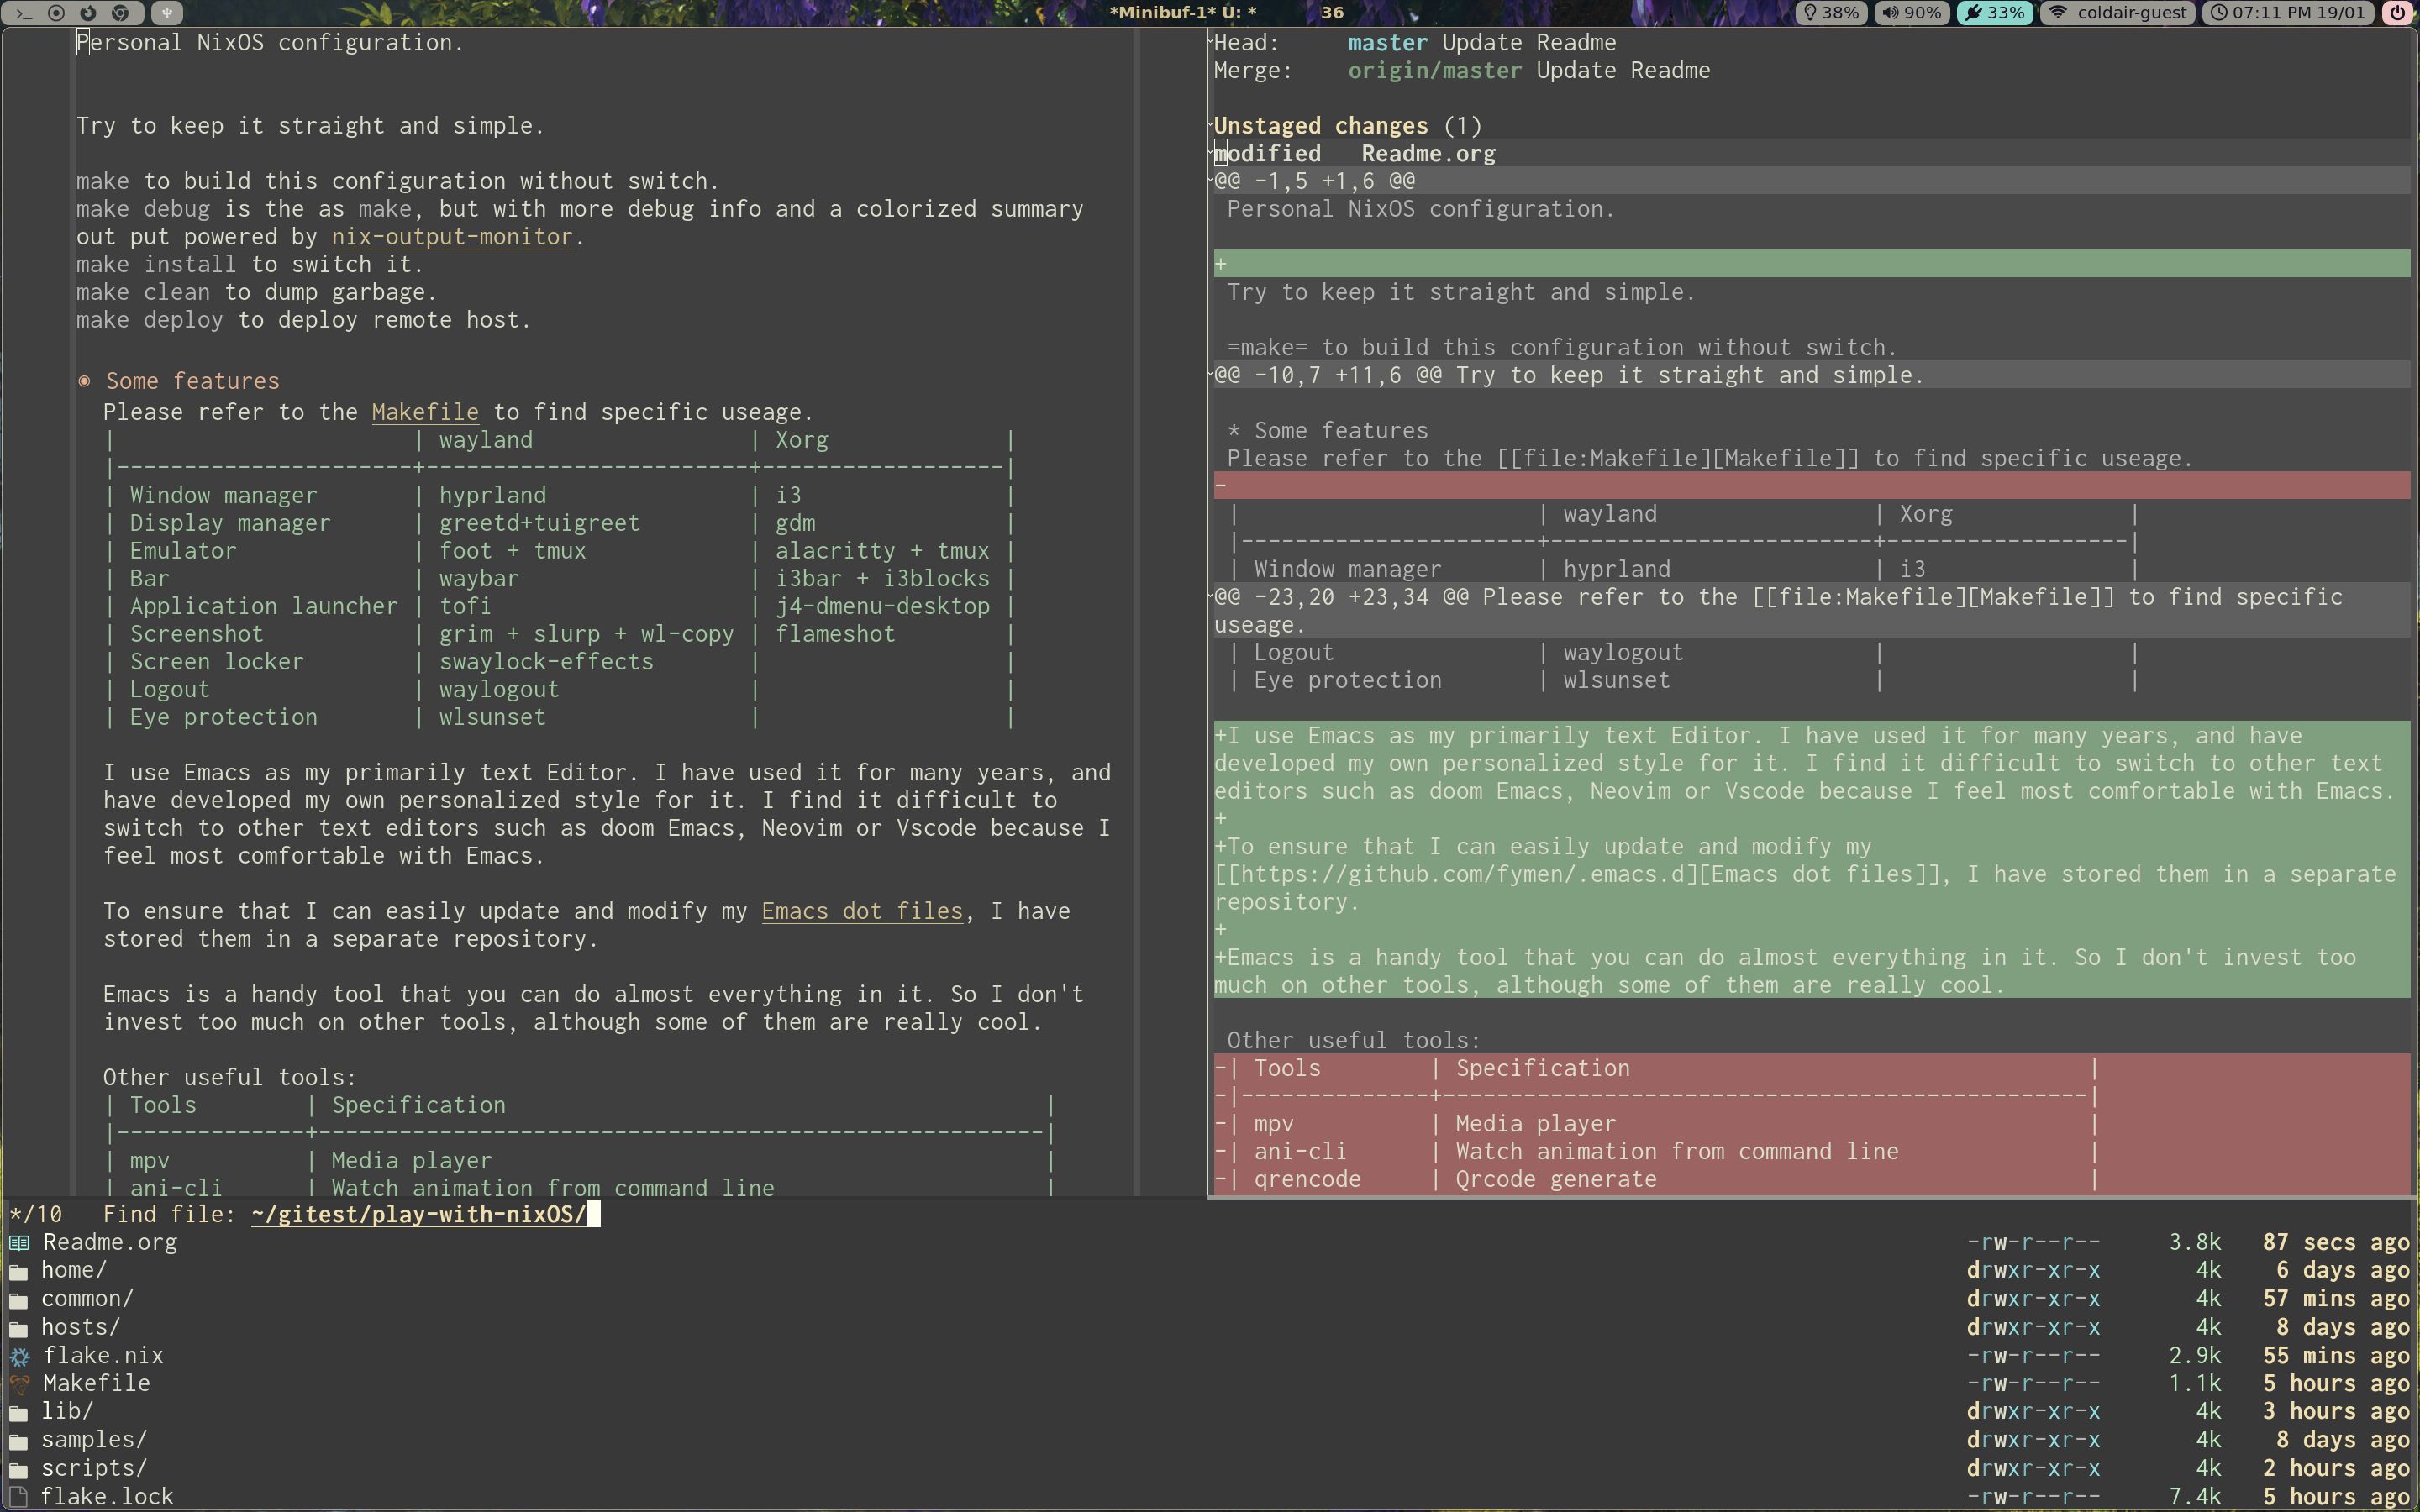 *Minibuf-1* U: *
36
38%
90%
33%
coldair-guest
07:11 PM 19/01
Personal NixOS configuration.
Try to keep it straight and simple.
make to build this configuration without switch.
make debug is the as make, but with more debug info and a colorized summary
out put powered by nix-output-monitor.
make install to switch it.
make clean to dump garbage.
make deploy to deploy remote host.
◉ Some features
Please refer to the Makefile to find specific useage.
| | wayland | Xorg |
|----------------------+------------------------+------------------|
| Window manager | hyprland | i3 |
| Display manager | greetd+tuigreet | gdm |
| Emulator | foot + tmux | alacritty + tmux |
| Bar | waybar | i3bar + i3blocks |
| Application launcher | tofi | j4-dmenu-desktop |
| Screenshot | grim + slurp + wl-copy | flameshot |
| Screen locker | swaylock-effects | |
| Logout | waylogout | |
| Eye protection | wlsunset | |
I use Emacs as my primarily text Editor. I have used it for many years, and
have developed my own personalized style for it. I find it difficult to
switch to other text editors such as doom Emacs, Neovim or Vscode because I
feel most comfortable with Emacs.
To ensure that I can easily update and modify my Emacs dot files, I have
stored them in a separate repository.
Emacs is a handy tool that you can do almost everything in it. So I don't
invest too much on other tools, although some of them are really cool.
Other useful tools:
| Tools | Specification |
|--------------+------------------------------------------------------|
| mpv | Media player |
| ani-cli | Watch animation from command line |
Head: master Update Readme
Merge: origin/master Update Readme
Unstaged changes (1)
modified Readme.org
@@ -1,5 +1,6 @@
Personal NixOS configuration.
+
Try to keep it straight and simple.
=make= to build this configuration without switch.
@@ -10,7 +11,6 @@ Try to keep it straight and simple.
* Some features
Please refer to the [[file:Makefile][Makefile]] to find specific useage.
-
| | wayland | Xorg |
|----------------------+------------------------+------------------|
| Window manager | hyprland | i3 |
@@ -23,20 +23,34 @@ Please refer to the [[file:Makefile][Makefile]] to find specific
useage.
| Logout | waylogout | |
| Eye protection | wlsunset | |
+I use Emacs as my primarily text Editor. I have used it for many years, and have
developed my own personalized style for it. I find it difficult to switch to other text
editors such as doom Emacs, Neovim or Vscode because I feel most comfortable with Emacs.
+
+To ensure that I can easily update and modify my
[[https://github.com/fymen/.emacs.d][Emacs dot files]], I have stored them in a separate
repository.
+
+Emacs is a handy tool that you can do almost everything in it. So I don't invest too
much on other tools, although some of them are really cool.
Other useful tools:
-| Tools | Specification |
-|--------------+------------------------------------------------|
-| mpv | Media player |
-| ani-cli | Watch animation from command line |
-| qrencode | Qrcode generate |
*/10 Find file: ~/gitest/play-with-nixOS/
Readme.org -rw-r--r-- 3.8k 87 secs ago
home/ drwxr-xr-x 4k 6 days ago
common/ drwxr-xr-x 4k 57 mins ago
hosts/ drwxr-xr-x 4k 8 days ago
flake.nix -rw-r--r-- 2.9k 55 mins ago
Makefile -rw-r--r-- 1.1k 5 hours ago
lib/ drwxr-xr-x 4k 3 hours ago
samples/ drwxr-xr-x 4k 8 days ago
scripts/ drwxr-xr-x 4k 2 hours ago
flake.lock -rw-r--r-- 7.4k 5 hours ago